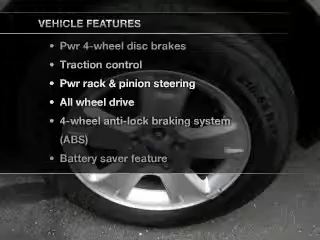 VEHICLE FEATURES
• Pwr 4-wheel disc brakes
• Traction control
• Pwr rack & pinion steering
• All wheel drive
• 4-wheel anti-lock braking system
(ABS)
• Battery saver feature